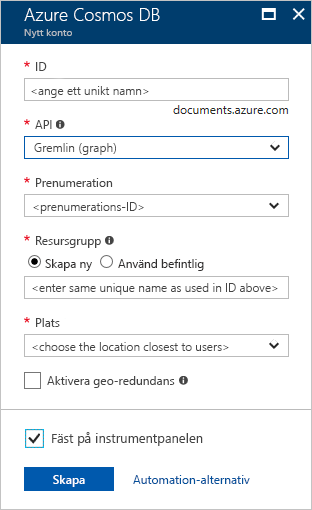 Azure Cosmos DB
Nytt konto
* ID
<ange ett unikt namn>
documents.azure.com
* API
Gremlin (graph)
* Prenumeration
<prenumerations-ID>
* Resursgrupp
Skapa ny Använd befintlig
<enter same unique name as used in ID above>
* Plats
<choose the location closest to users>
Aktivera geo-redundans
Fäst på instrumentpanelen
Skapa Automation-alternativ